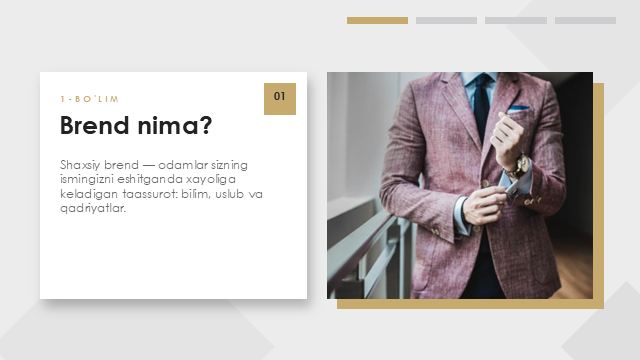 1-BO'LIM
01
Brend nima?
Shaxsiy brend — odamlar sizning
ismingizni eshitganda xayoliga
keladigan taassurot: bilim, uslub va
qadriyatlar.